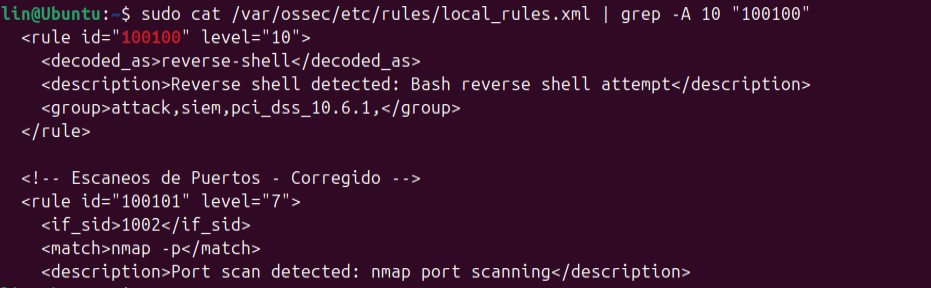 lin@Ubuntu:~$ sudo cat /var/ossec/etc/rules/local_rules.xml | grep -A 10 "100100"
  <rule id="100100" level="10">
    <decoded_as>reverse-shell</decoded_as>
    <description>Reverse shell detected: Bash reverse shell attempt</description>
    <group>attack,siem,pci_dss_10.6.1,</group>
  </rule>

  <!-- Escaneos de Puertos - Corregido -->
  <rule id="100101" level="7">
    <if_sid>1002</if_sid>
    <match>nmap -p</match>
    <description>Port scan detected: nmap port scanning</description>